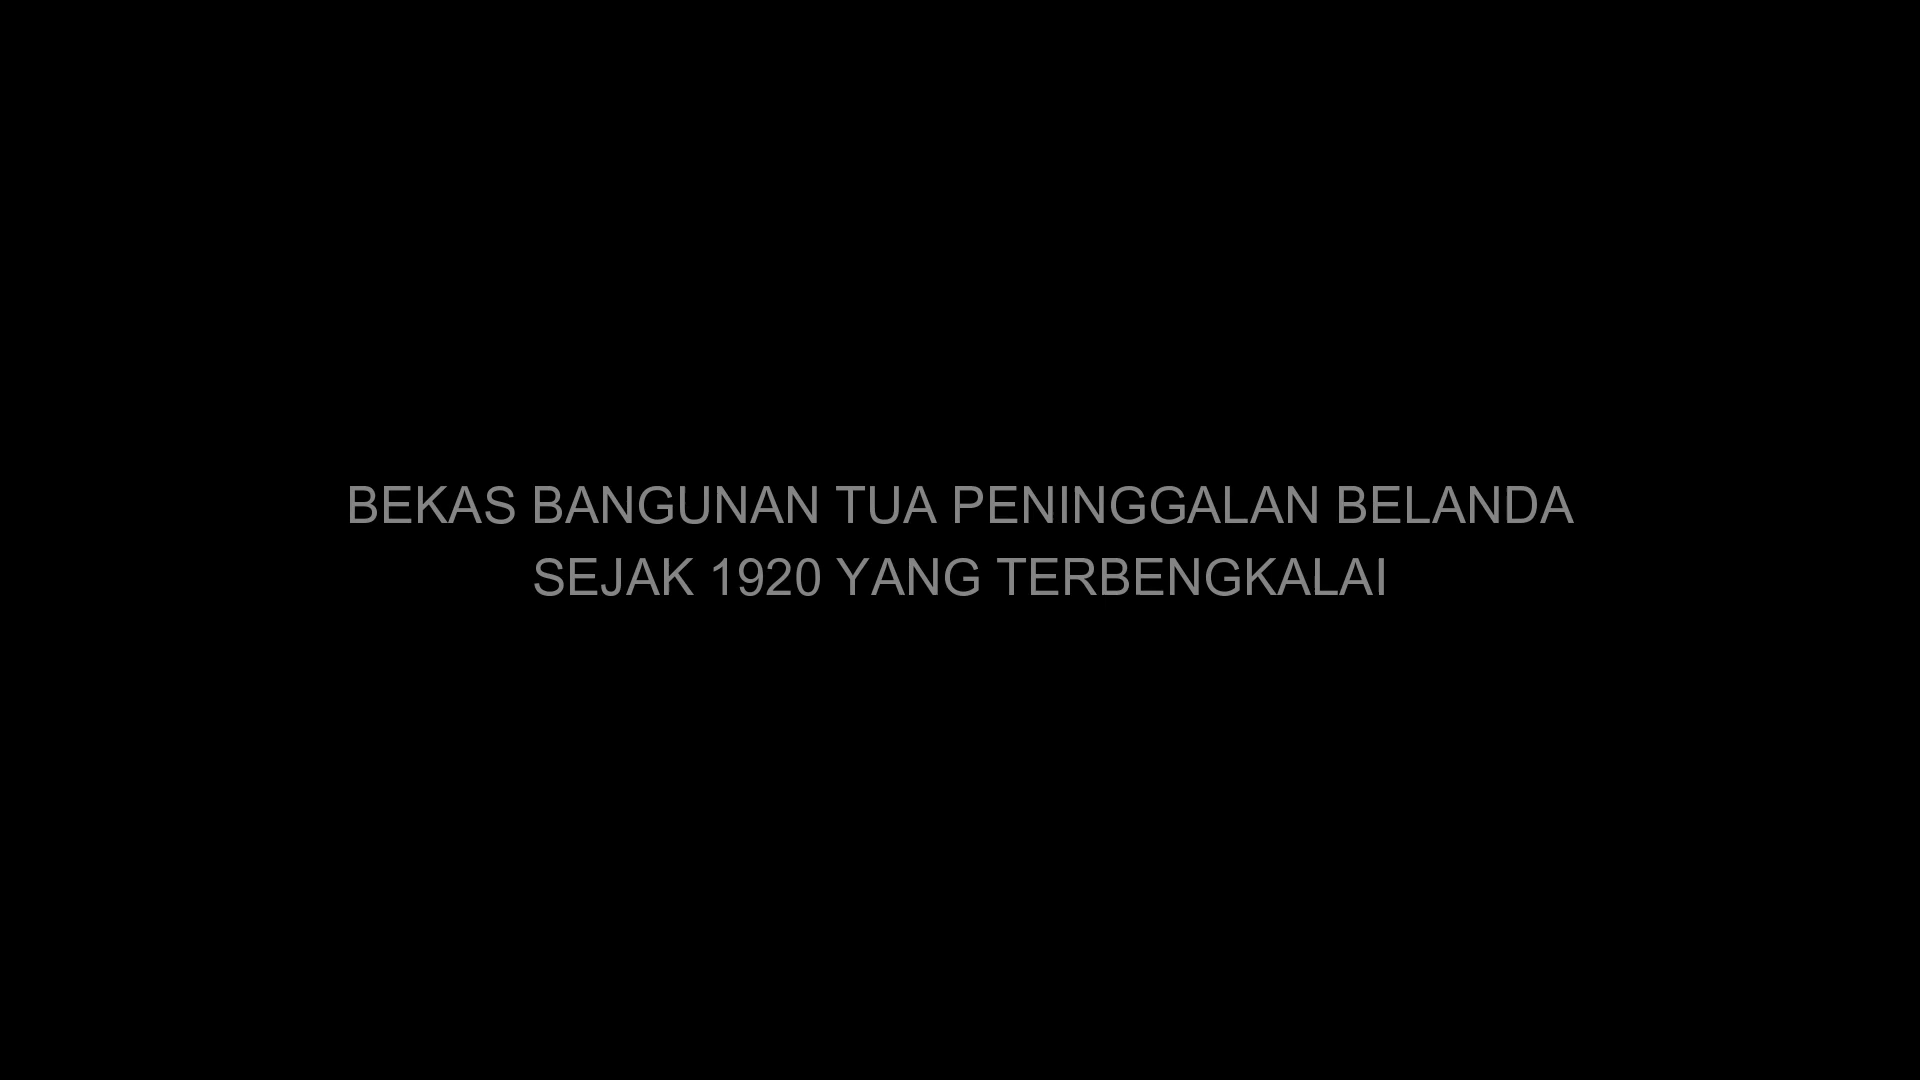 BEKAS BANGUNAN TUA PENINGGALAN BELANDA
SEJAK 1920 YANG TERBENGKALAI